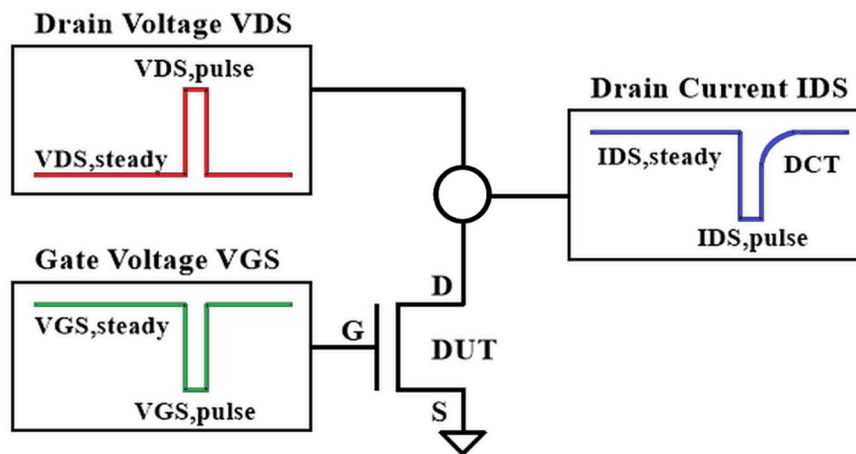 Drain Voltage VDS
VDS,pulse
VDS,steady
Drain Current IDS
IDS,steady
DCT
IDS,pulse
Gate Voltage VGS
VGS,steady
VGS,pulse
G
D
DUT
S